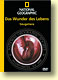 NATIONAL
GEOGRAPHIC
Das Wunder des Lebens
Säugetiere